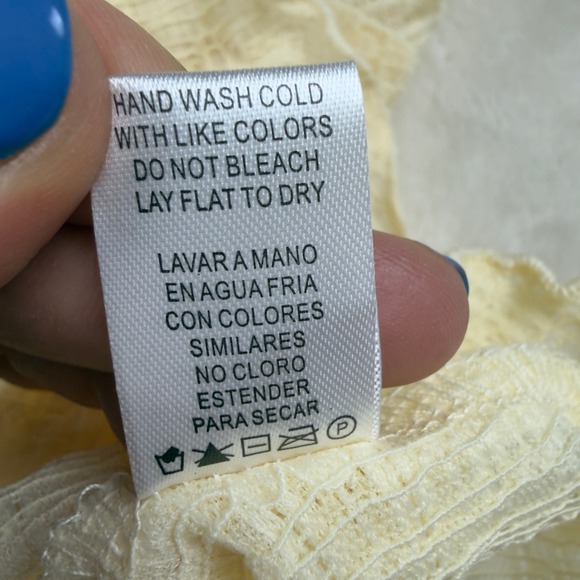 HAND WASH COLD
WITH LIKE COLORS
DO NOT BLEACH
LAY FLAT TO DRY
LAVAR A MANO
EN AGUA FRIA
CON COLORES
SIMILARES
NO CLORO
ESTENDER
PARA SECAR
P